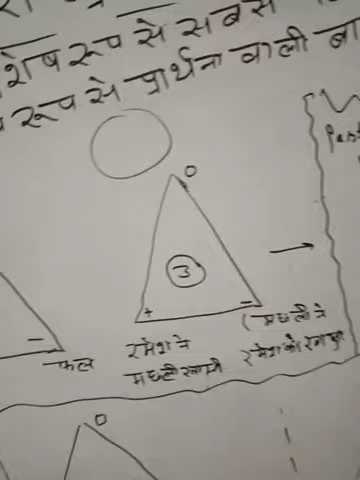 शेष रूप से सबसे
रूप से प्रार्थना वाली बा
0
3
+
-
-
फल
रमेश ने
मछली खायी
(मछली ने
रमेश को
0